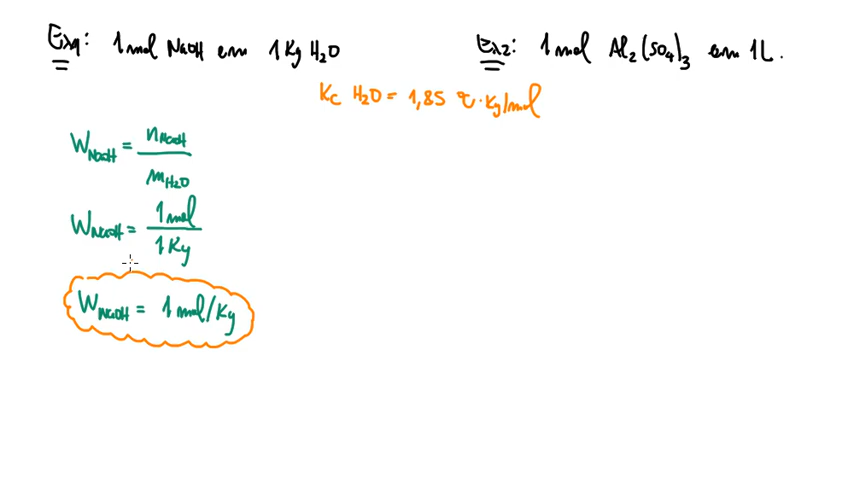 Ex1: 1 mol NaOH em 1 Kg H2O
Ex2: 1 mol Al2(SO4)3 em 1L.
Kc H2O = 1,85 °C·Kg/mol
WNaOH = nNaOH / mH2O
WNaOH = 1 mol / 1 Kg
WNaOH = 1 mol/Kg